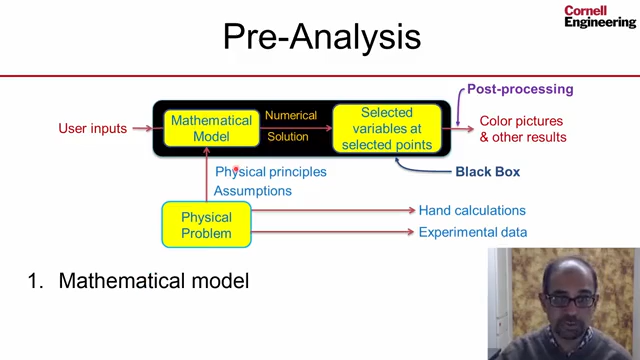 Cornell
Engineering
Pre-Analysis
Post-processing
User inputs
Mathematical
Model
Numerical
Solution
Selected
variables at
selected points
Color pictures
& other results
Physical principles
Assumptions
Black Box
Physical
Problem
Hand calculations
Experimental data
1. Mathematical model